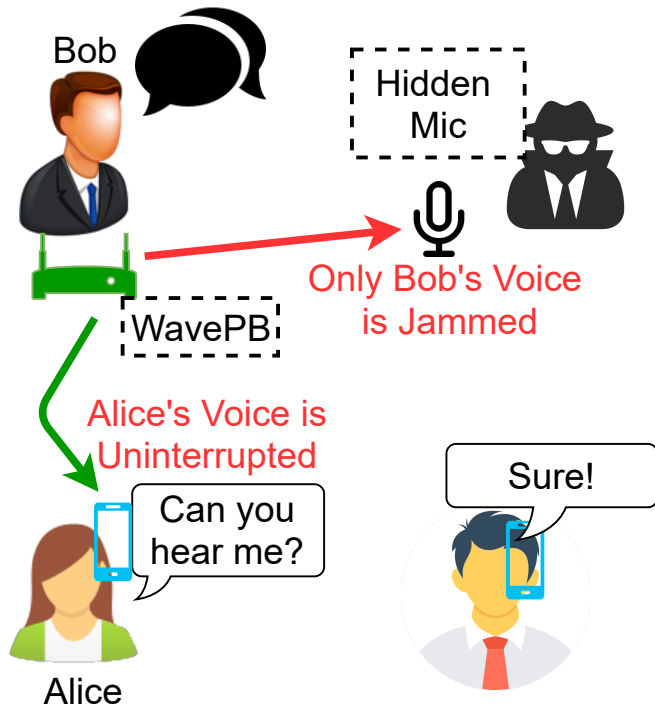 Bob
Hidden
Mic
Only Bob's Voice
is Jammed
WavePB
Alice's Voice is
Uninterrupted
Can you
hear me?
Sure!
Alice